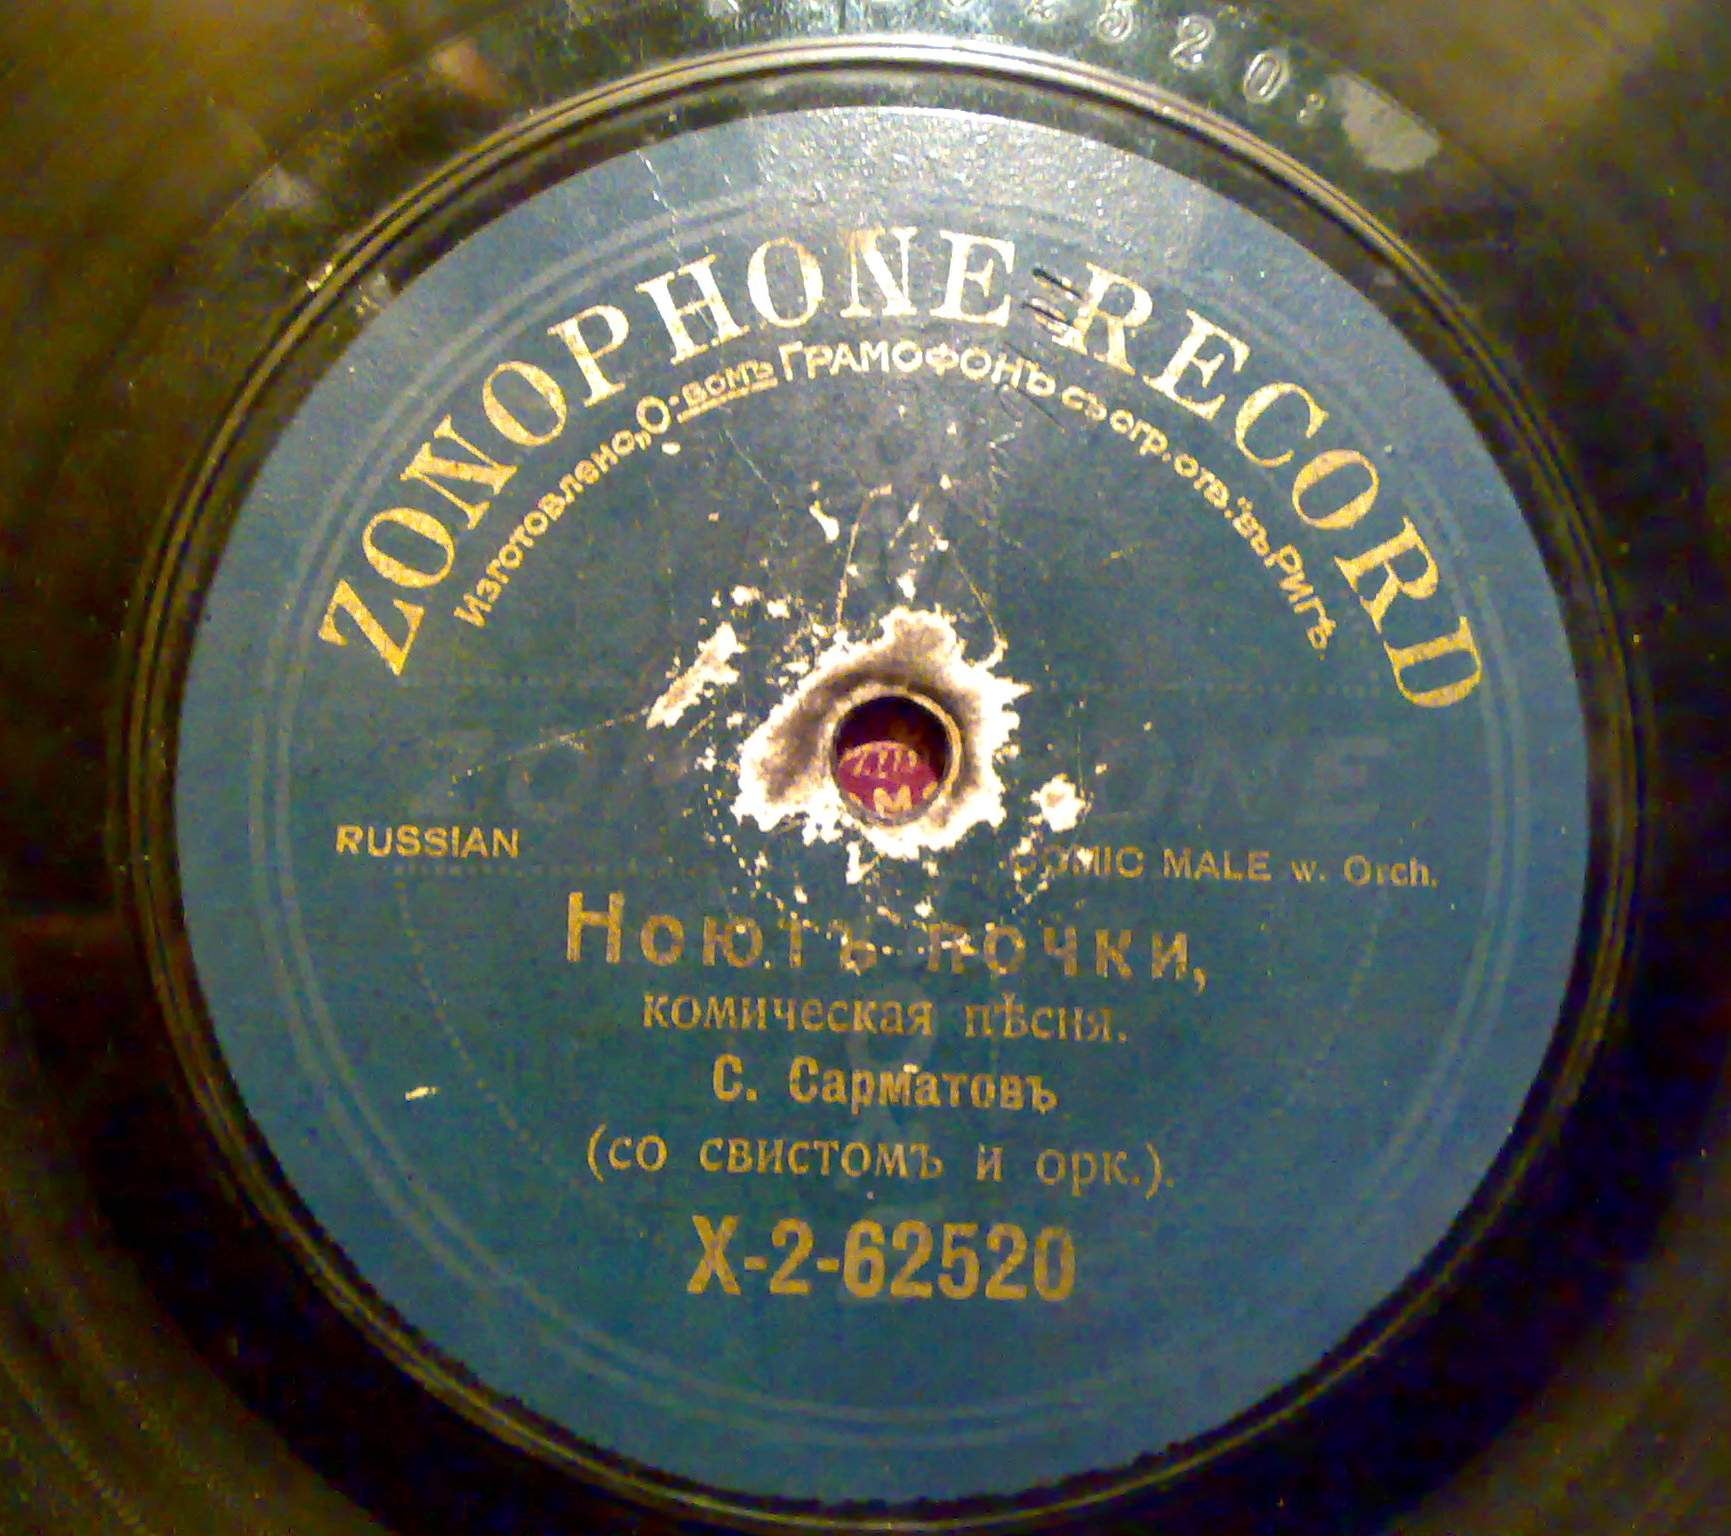 2520
ZONOPHONE RECORD
Изготовлено „О-вомъ ГРАМОФОНЪ съ огр. отв." въ Ригѣ.
RUSSIAN
COMIC MALE w. Orch.
Ноютъ почки,
комическая пѣсня.
С. Сарматовъ
(со свистомъ и орк.).
X-2-62520